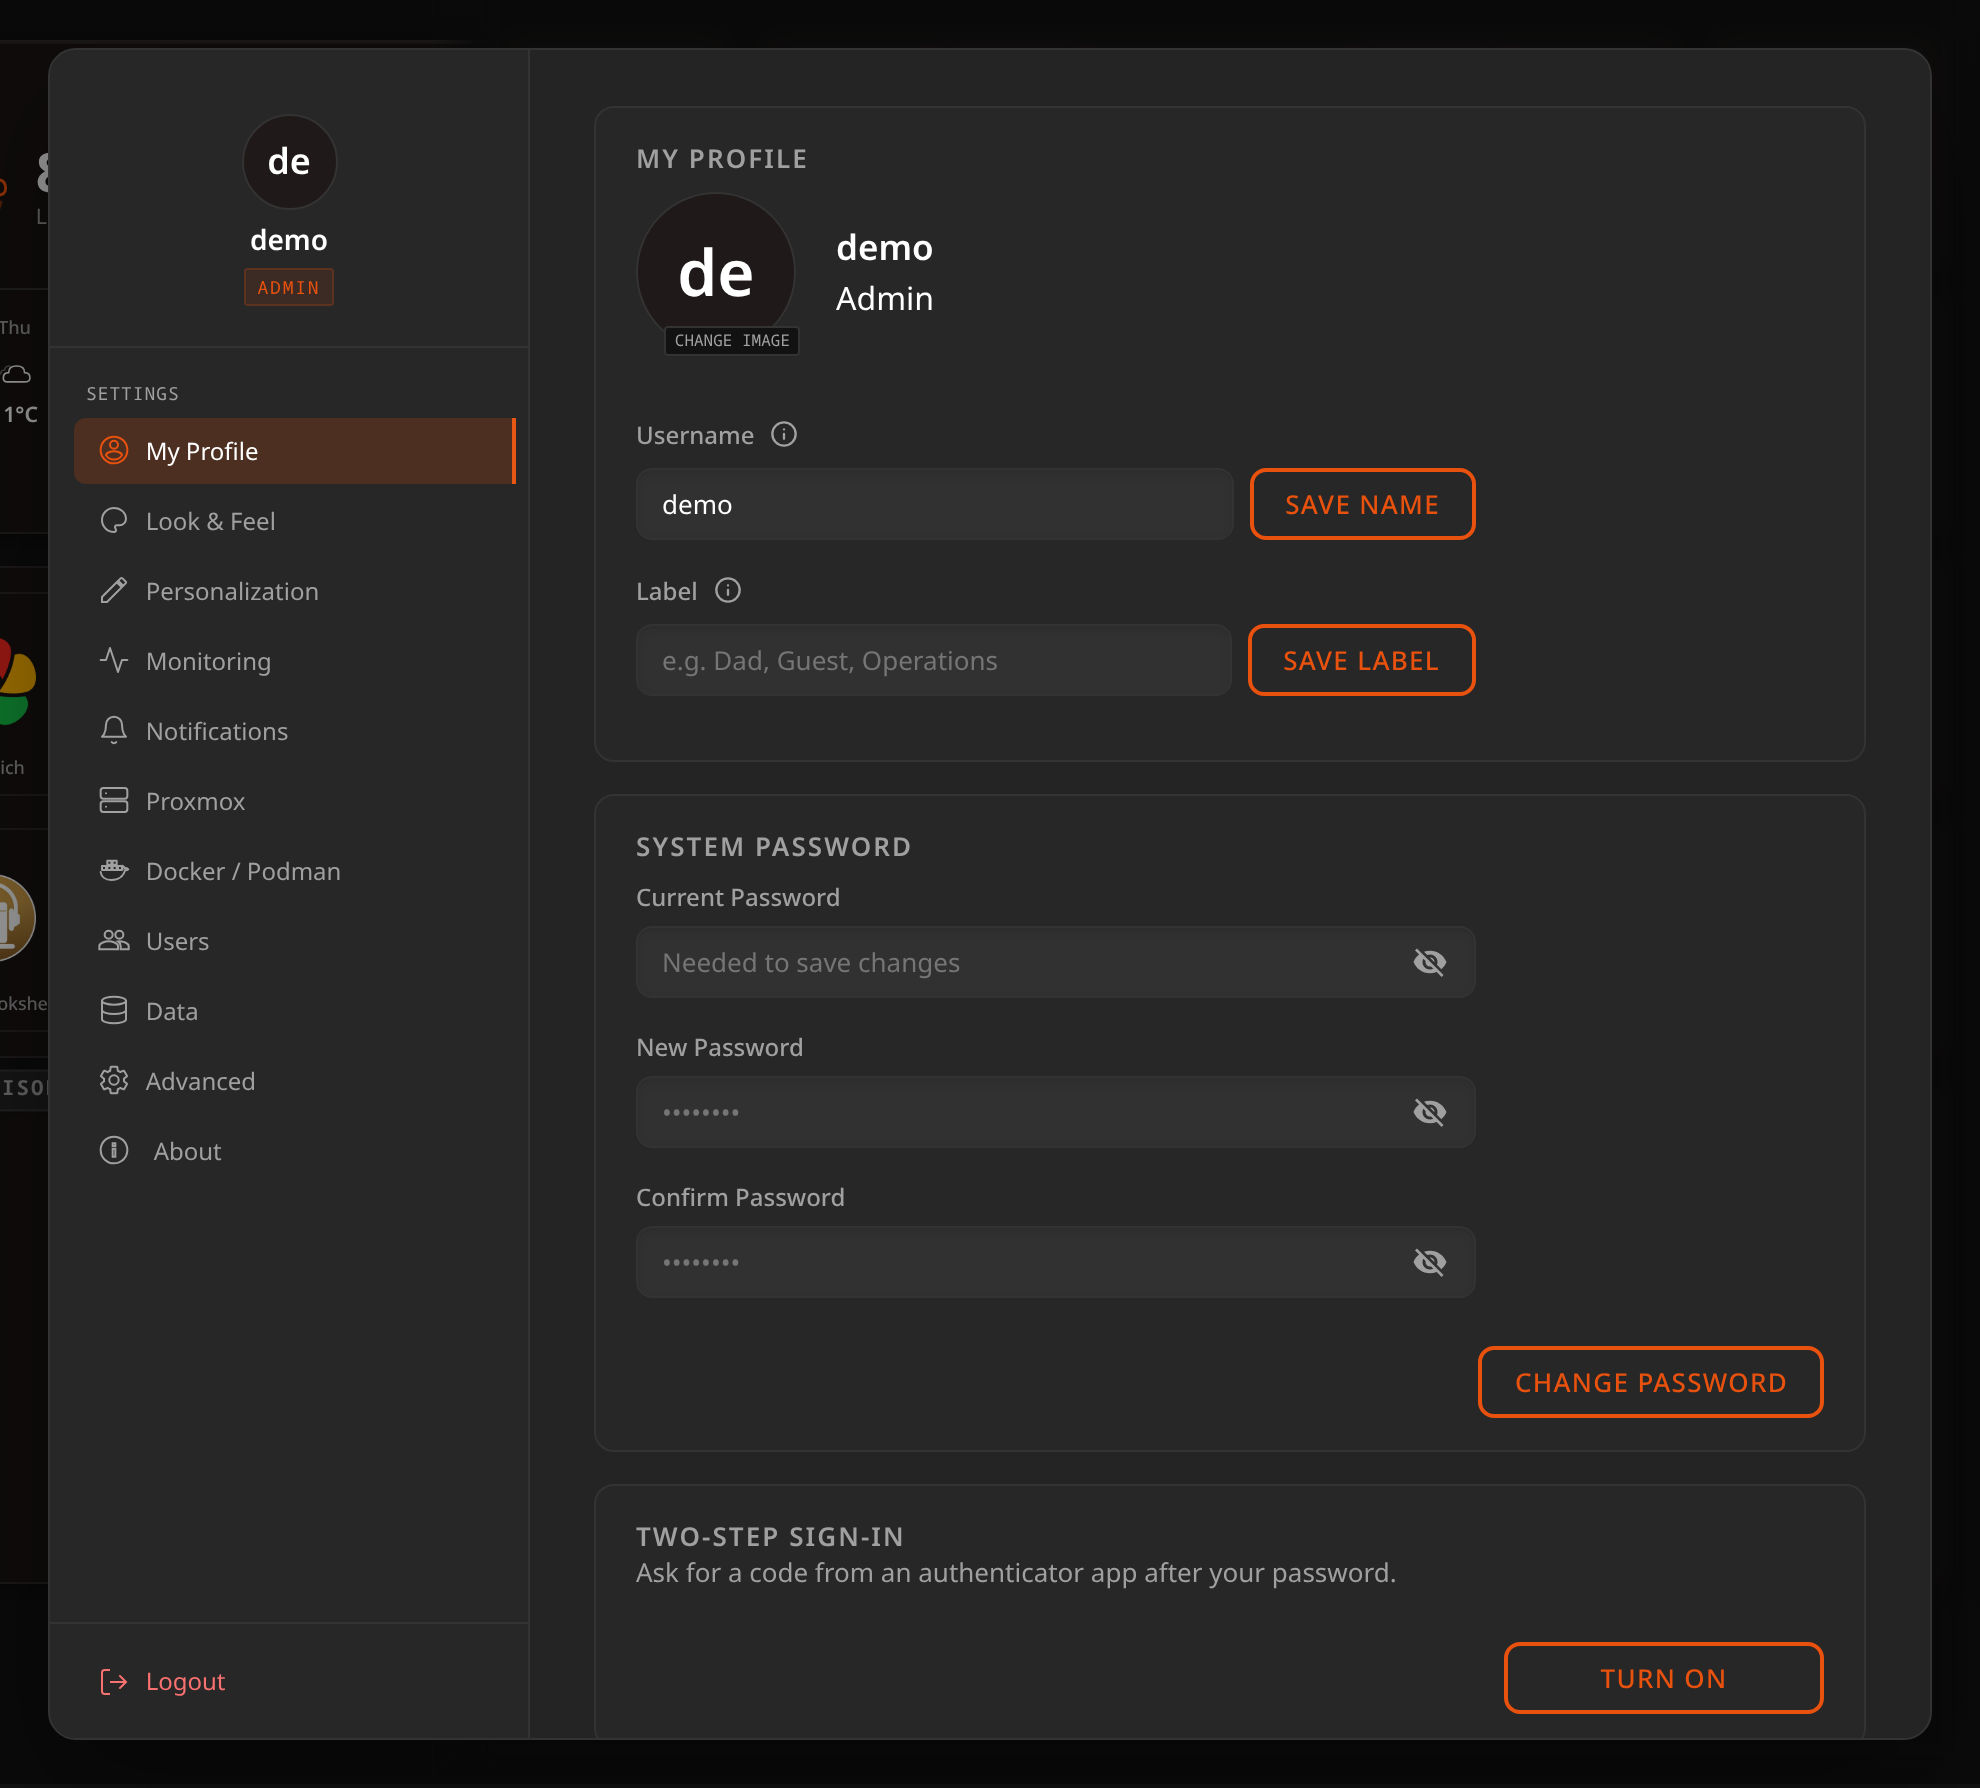 de
demo
ADMIN
SETTINGS
My Profile
Look & Feel
Personalization
Monitoring
Notifications
Proxmox
Docker / Podman
Users
Data
Advanced
About
Logout
MY PROFILE
de
CHANGE IMAGE
demo
Admin
Username
demo
SAVE NAME
Label
e.g. Dad, Guest, Operations
SAVE LABEL
SYSTEM PASSWORD
Current Password
Needed to save changes
New Password
••••••••
Confirm Password
••••••••
CHANGE PASSWORD
TWO-STEP SIGN-IN
Ask for a code from an authenticator app after your password.
TURN ON
Thu
1°C